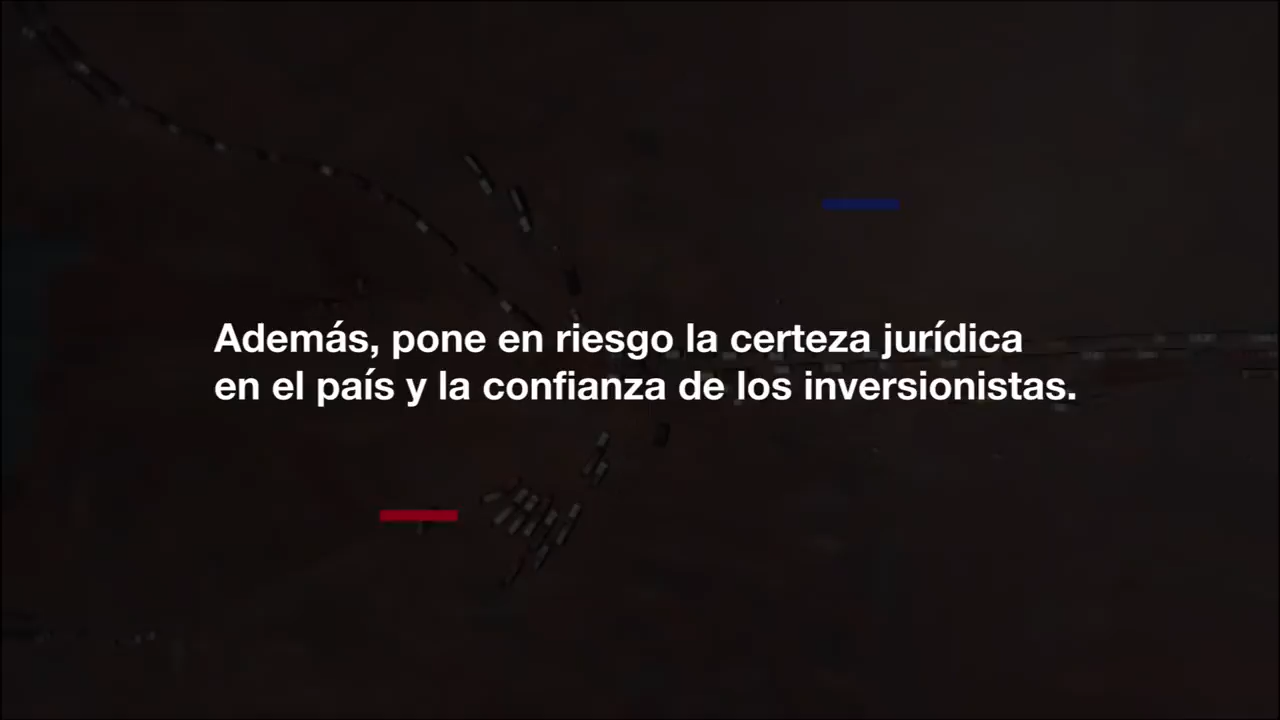 Además, pone en riesgo la certeza jurídica
en el país y la confianza de los inversionistas.